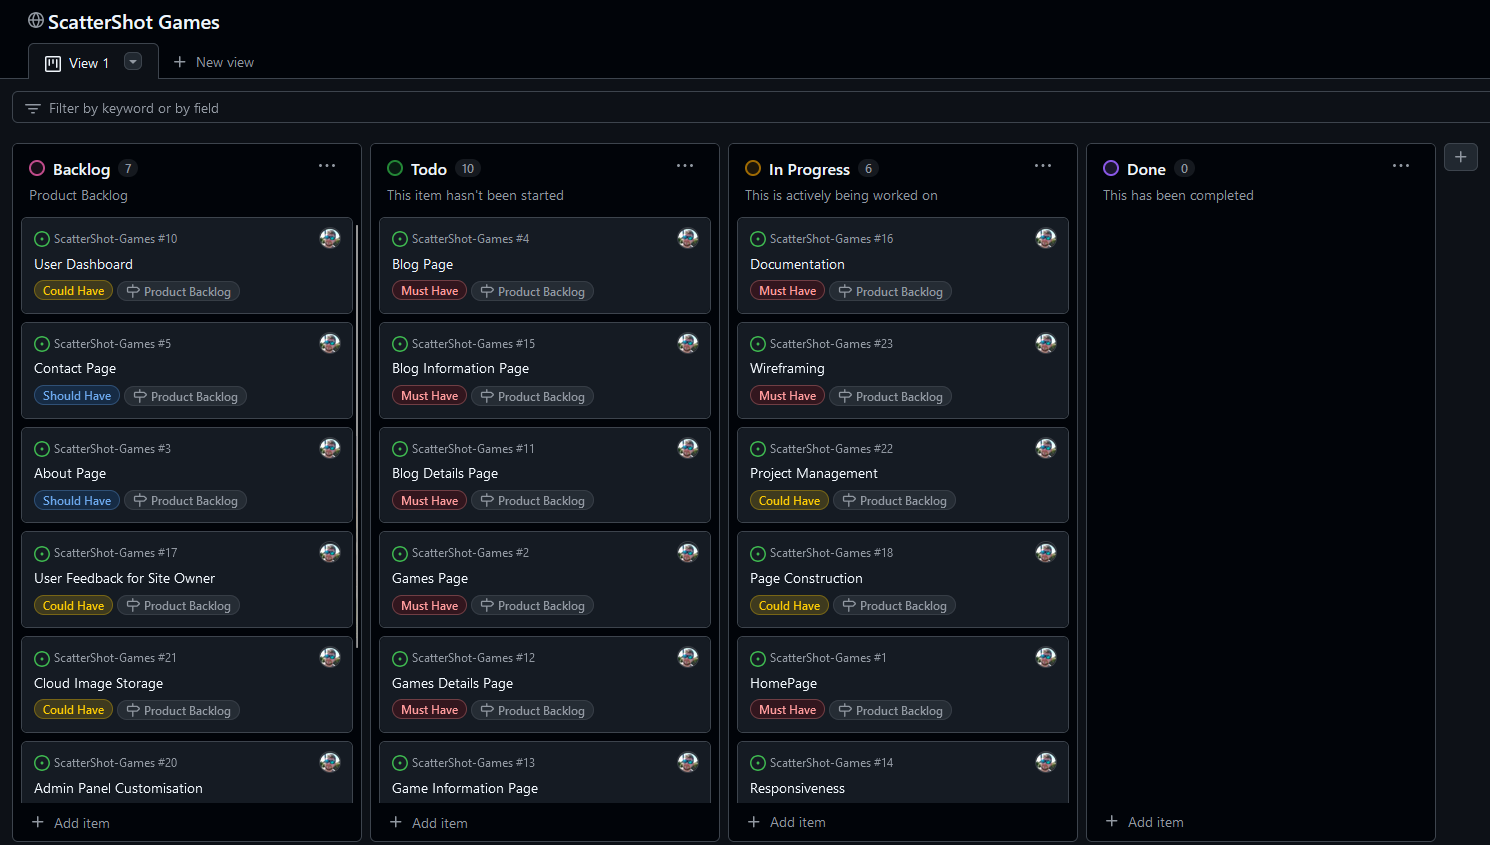 ScatterShot Games
View 1
New view
Filter by keyword or by field
Backlog 7
Product Backlog
ScatterShot-Games #10
User Dashboard
Could Have Product Backlog
ScatterShot-Games #5
Contact Page
Should Have Product Backlog
ScatterShot-Games #3
About Page
Should Have Product Backlog
ScatterShot-Games #17
User Feedback for Site Owner
Could Have Product Backlog
ScatterShot-Games #21
Cloud Image Storage
Could Have Product Backlog
ScatterShot-Games #20
Admin Panel Customisation
Add item
Todo 10
This item hasn't been started
ScatterShot-Games #4
Blog Page
Must Have Product Backlog
ScatterShot-Games #15
Blog Information Page
Must Have Product Backlog
ScatterShot-Games #11
Blog Details Page
Must Have Product Backlog
ScatterShot-Games #2
Games Page
Must Have Product Backlog
ScatterShot-Games #12
Games Details Page
Must Have Product Backlog
ScatterShot-Games #13
Game Information Page
Add item
In Progress 6
This is actively being worked on
ScatterShot-Games #16
Documentation
Must Have Product Backlog
ScatterShot-Games #23
Wireframing
Must Have Product Backlog
ScatterShot-Games #22
Project Management
Could Have Product Backlog
ScatterShot-Games #18
Page Construction
Could Have Product Backlog
ScatterShot-Games #1
HomePage
Must Have Product Backlog
ScatterShot-Games #14
Responsiveness
Add item
Done 0
This has been completed
Add item